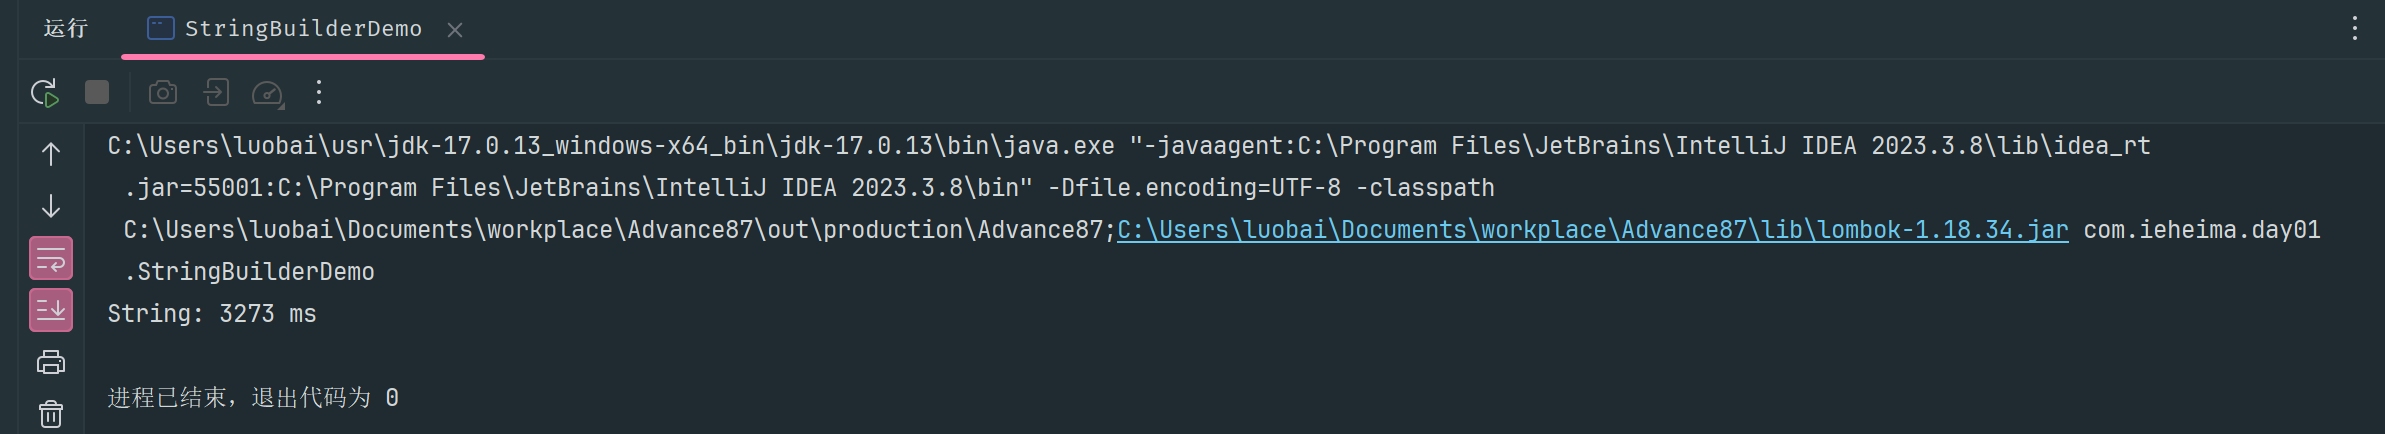 运行 StringBuilderDemo
C:\Users\luobai\usr\jdk-17.0.13_windows-x64_bin\jdk-17.0.13\bin\java.exe "-javaagent:C:\Program Files\JetBrains\IntelliJ IDEA 2023.3.8\lib\idea_rt
.jar=55001:C:\Program Files\JetBrains\IntelliJ IDEA 2023.3.8\bin" -Dfile.encoding=UTF-8 -classpath
C:\Users\luobai\Documents\workplace\Advance87\out\production\Advance87;C:\Users\luobai\Documents\workplace\Advance87\lib\lombok-1.18.34.jar com.ieheima.day01
.StringBuilderDemo
String: 3273 ms
进程已结束，退出代码为 0